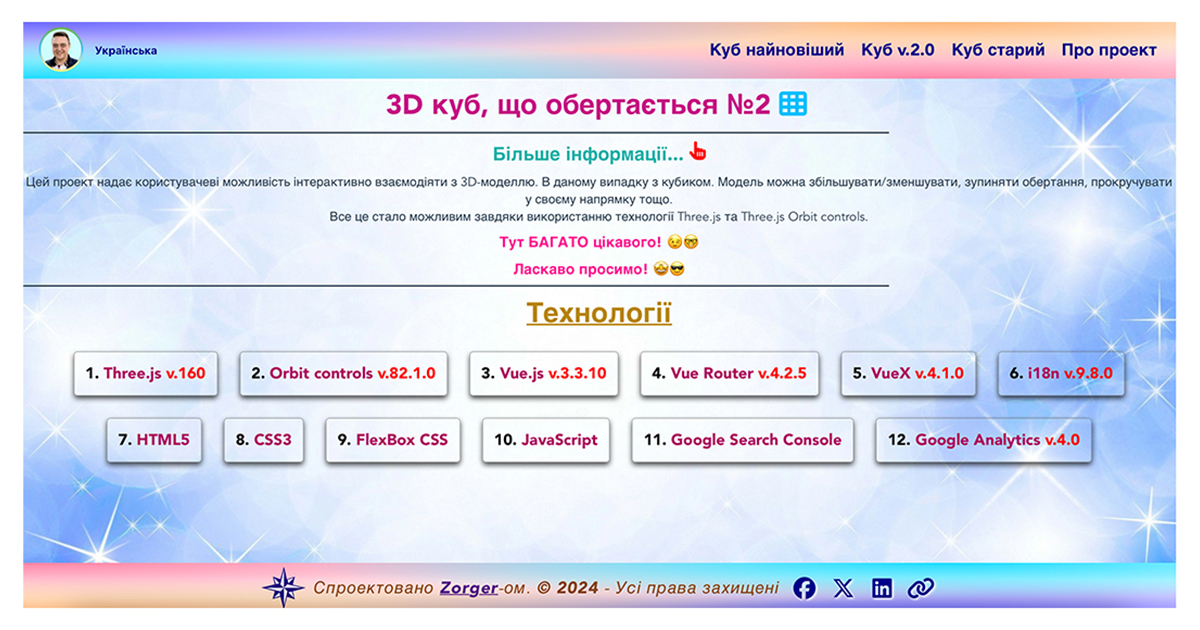 Українська
Куб найновіший Куб v.2.0 Куб старий Про проект
3D куб, що обертається №2
Більше інформації...
Цей проект надає користувачеві можливість інтерактивно взаємодіяти з 3D-моделлю. В даному випадку з кубиком. Модель можна збільшувати/зменшувати, зупиняти обертання, прокручувати
у своєму напрямку тощо.
Все це стало можливим завдяки використанню технології Three.js та Three.js Orbit controls.
Тут БАГАТО цікавого! 😉🤓
Ласкаво просимо! 🤩😎
Технології
1. Three.js v.160
2. Orbit controls v.82.1.0
3. Vue.js v.3.3.10
4. Vue Router v.4.2.5
5. VueX v.4.1.0
6. i18n v.9.8.0
7. HTML5
8. CSS3
9. FlexBox CSS
10. JavaScript
11. Google Search Console
12. Google Analytics v.4.0
Спроектовано Zorger-ом. © 2024 - Усі права захищені